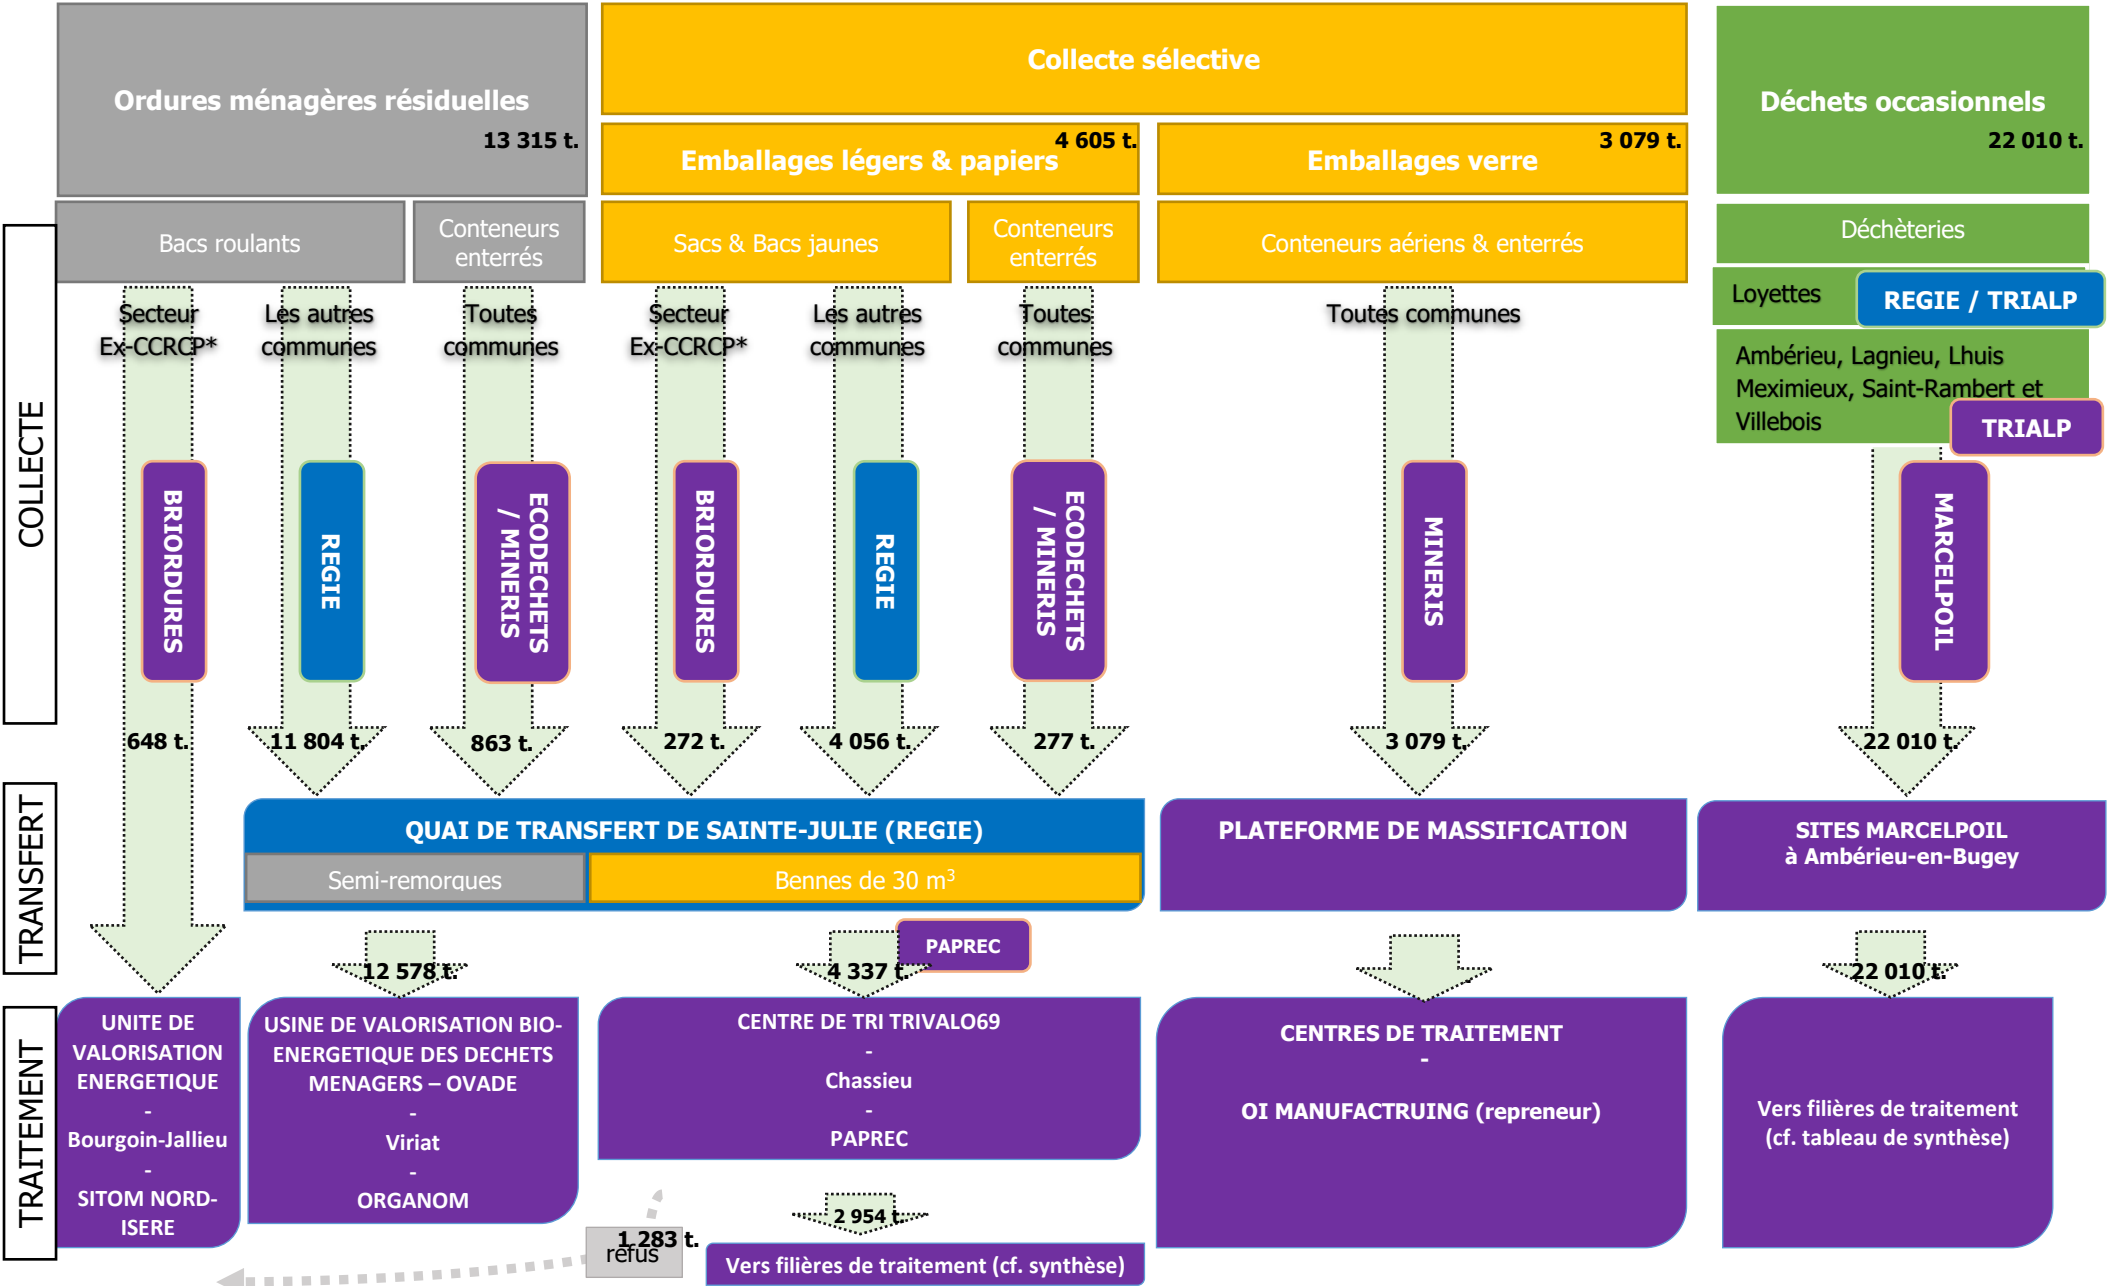 Ordures ménagères résiduelles
13 315 t.
Collecte sélective
Emballages légers & papiers
4 605 t.
Emballages verre
3 079 t.
Déchets occasionnels
22 010 t.
COLLECTE
Bacs roulants
Conteneurs
enterrés
Sacs & Bacs jaunes
Conteneurs
enterrés
Conteneurs aériens & enterrés
Déchèteries
Secteur
Ex-CCRCP*
Les autres
communes
Toutes
communes
Secteur
Ex-CCRCP*
Les autres
communes
Toutes
communes
Toutes communes
Loyettes
REGIE / TRIALP
Ambérieu, Lagnieu, Lhuis
Meximieux, Saint-Rambert et
Villebois
TRIALP
BRIORDURES
REGIE
ECODECHETS
/ MINERIS
BRIORDURES
REGIE
ECODECHETS
/ MINERIS
MINERIS
MARCELPOIL
648 t.
11 804 t.
863 t.
272 t.
4 056 t.
277 t.
3 079 t.
22 010 t.
TRANSFERT
QUAI DE TRANSFERT DE SAINTE-JULIE (REGIE)
Semi-remorques
Bennes de 30 m³
PLATEFORME DE MASSIFICATION
SITES MARCELPOIL
à Ambérieu-en-Bugey
12 578 t.
4 337 t.
PAPREC
22 010 t.
TRAITEMENT
UNITE DE
VALORISATION
ENERGETIQUE
-
Bourgoin-Jallieu
-
SITOM NORD-
ISERE
USINE DE VALORISATION BIO-
ENERGETIQUE DES DECHETS
MENAGERS – OVADE
-
Viriat
-
ORGANOM
CENTRE DE TRI TRIVALO69
-
Chassieu
-
PAPREC
CENTRES DE TRAITEMENT
-
OI MANUFACTRUING (repreneur)
Vers filières de traitement
(cf. tableau de synthèse)
1 283 t.
refus
2 954 t.
Vers filières de traitement (cf. synthèse)